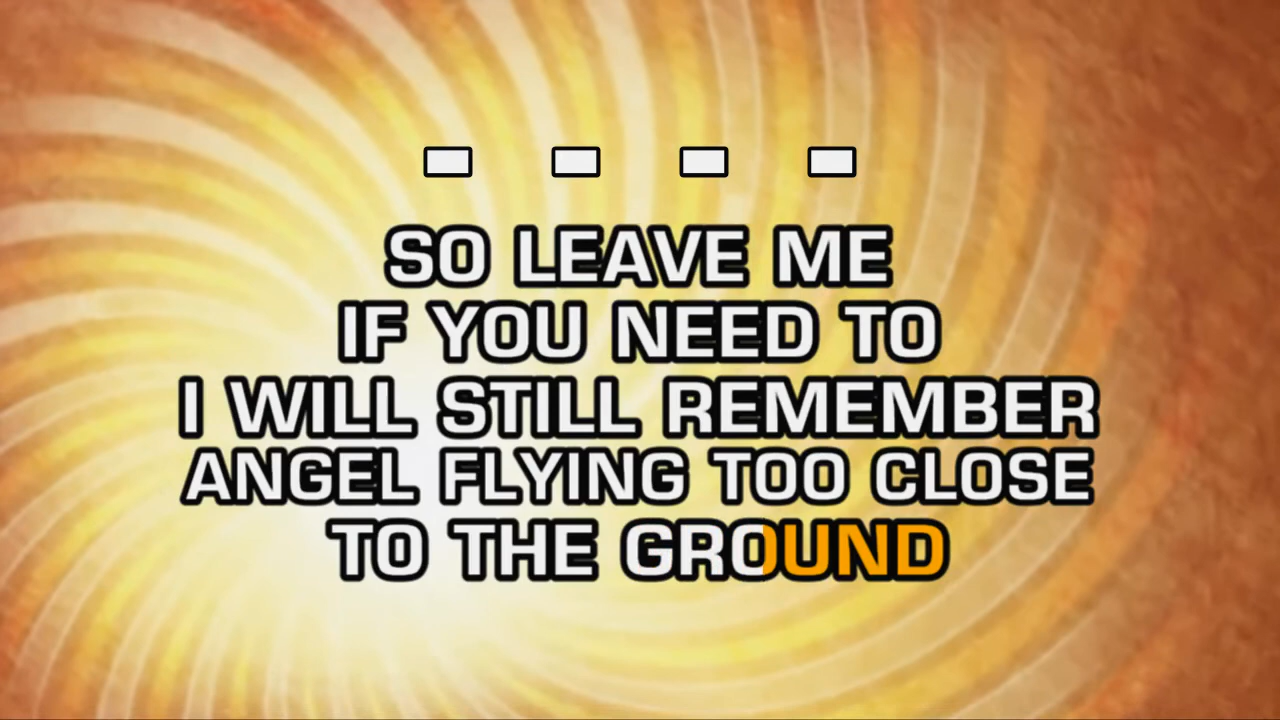 SO LEAVE ME
IF YOU NEED TO
I WILL STILL REMEMBER
ANGEL FLYING TOO CLOSE
TO THE GROUND